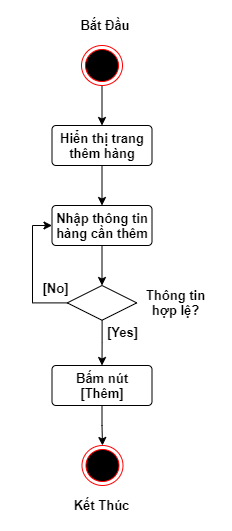 Bắt Đầu
Hiển thị trang
thêm hàng
Nhập thông tin
hàng cần thêm
[No]
Thông tin
hợp lệ?
[Yes]
Bấm nút
[Thêm]
Kết Thúc